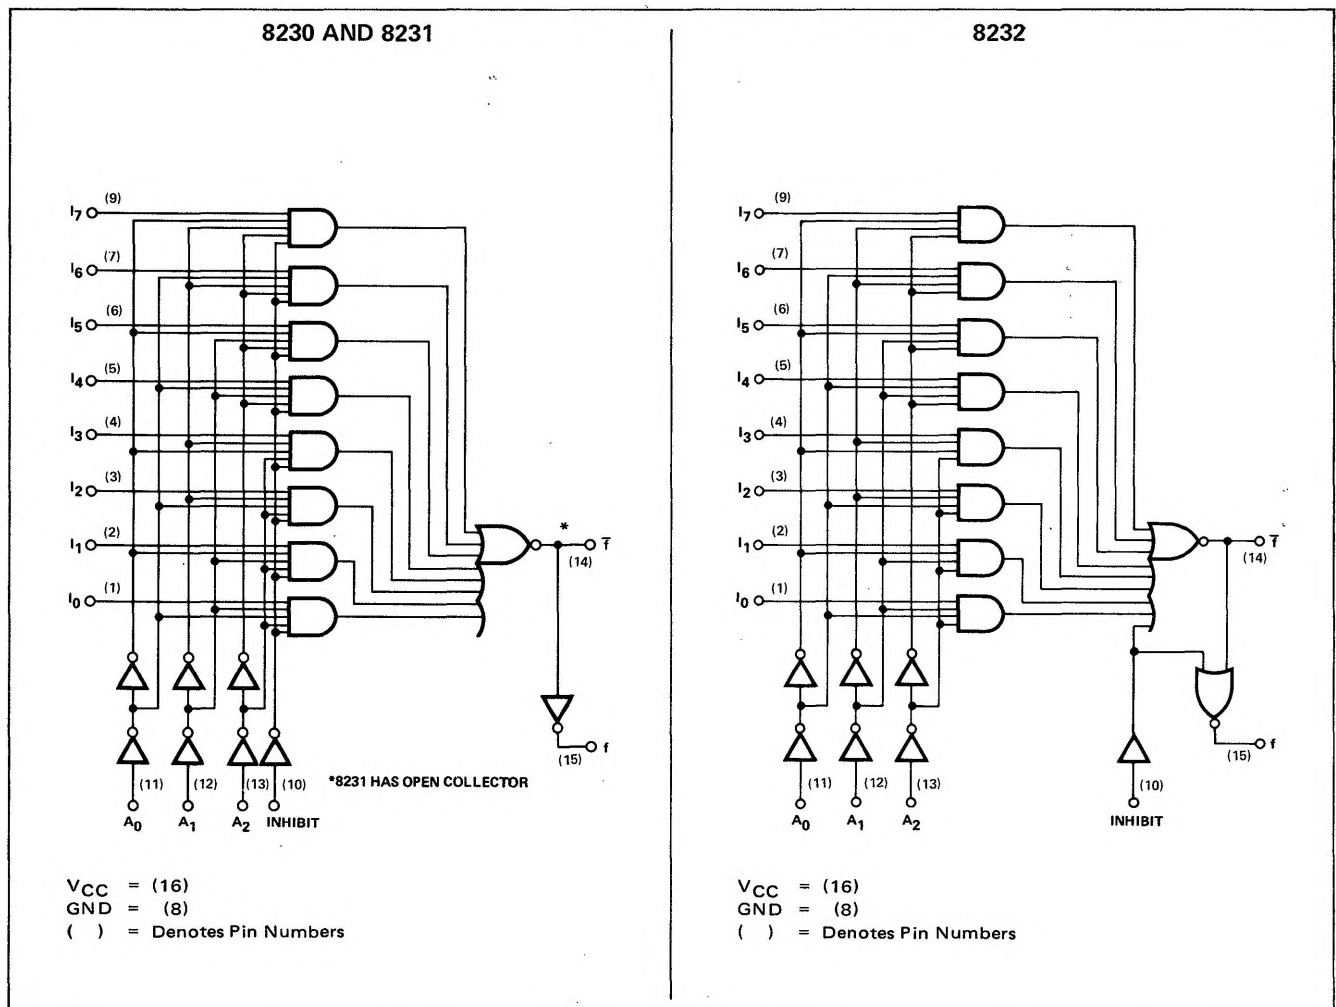 8230 AND 8231
I7 (9)
I6 (7)
I5 (6)
I4 (5)
I3 (4)
I2 (3)
I1 (2)
I0 (1)
*
f̅
(14)
f
(15)
(11) (12) (13) (10)
*8231 HAS OPEN COLLECTOR
A0 A1 A2 INHIBIT
VCC = (16)
GND = (8)
( ) = Denotes Pin Numbers
8232
I7 (9)
I6 (7)
I5 (6)
I4 (5)
I3 (4)
I2 (3)
I1 (2)
I0 (1)
f̅
(14)
f
(15)
(11) (12) (13) (10)
A0 A1 A2 INHIBIT
VCC = (16)
GND = (8)
( ) = Denotes Pin Numbers